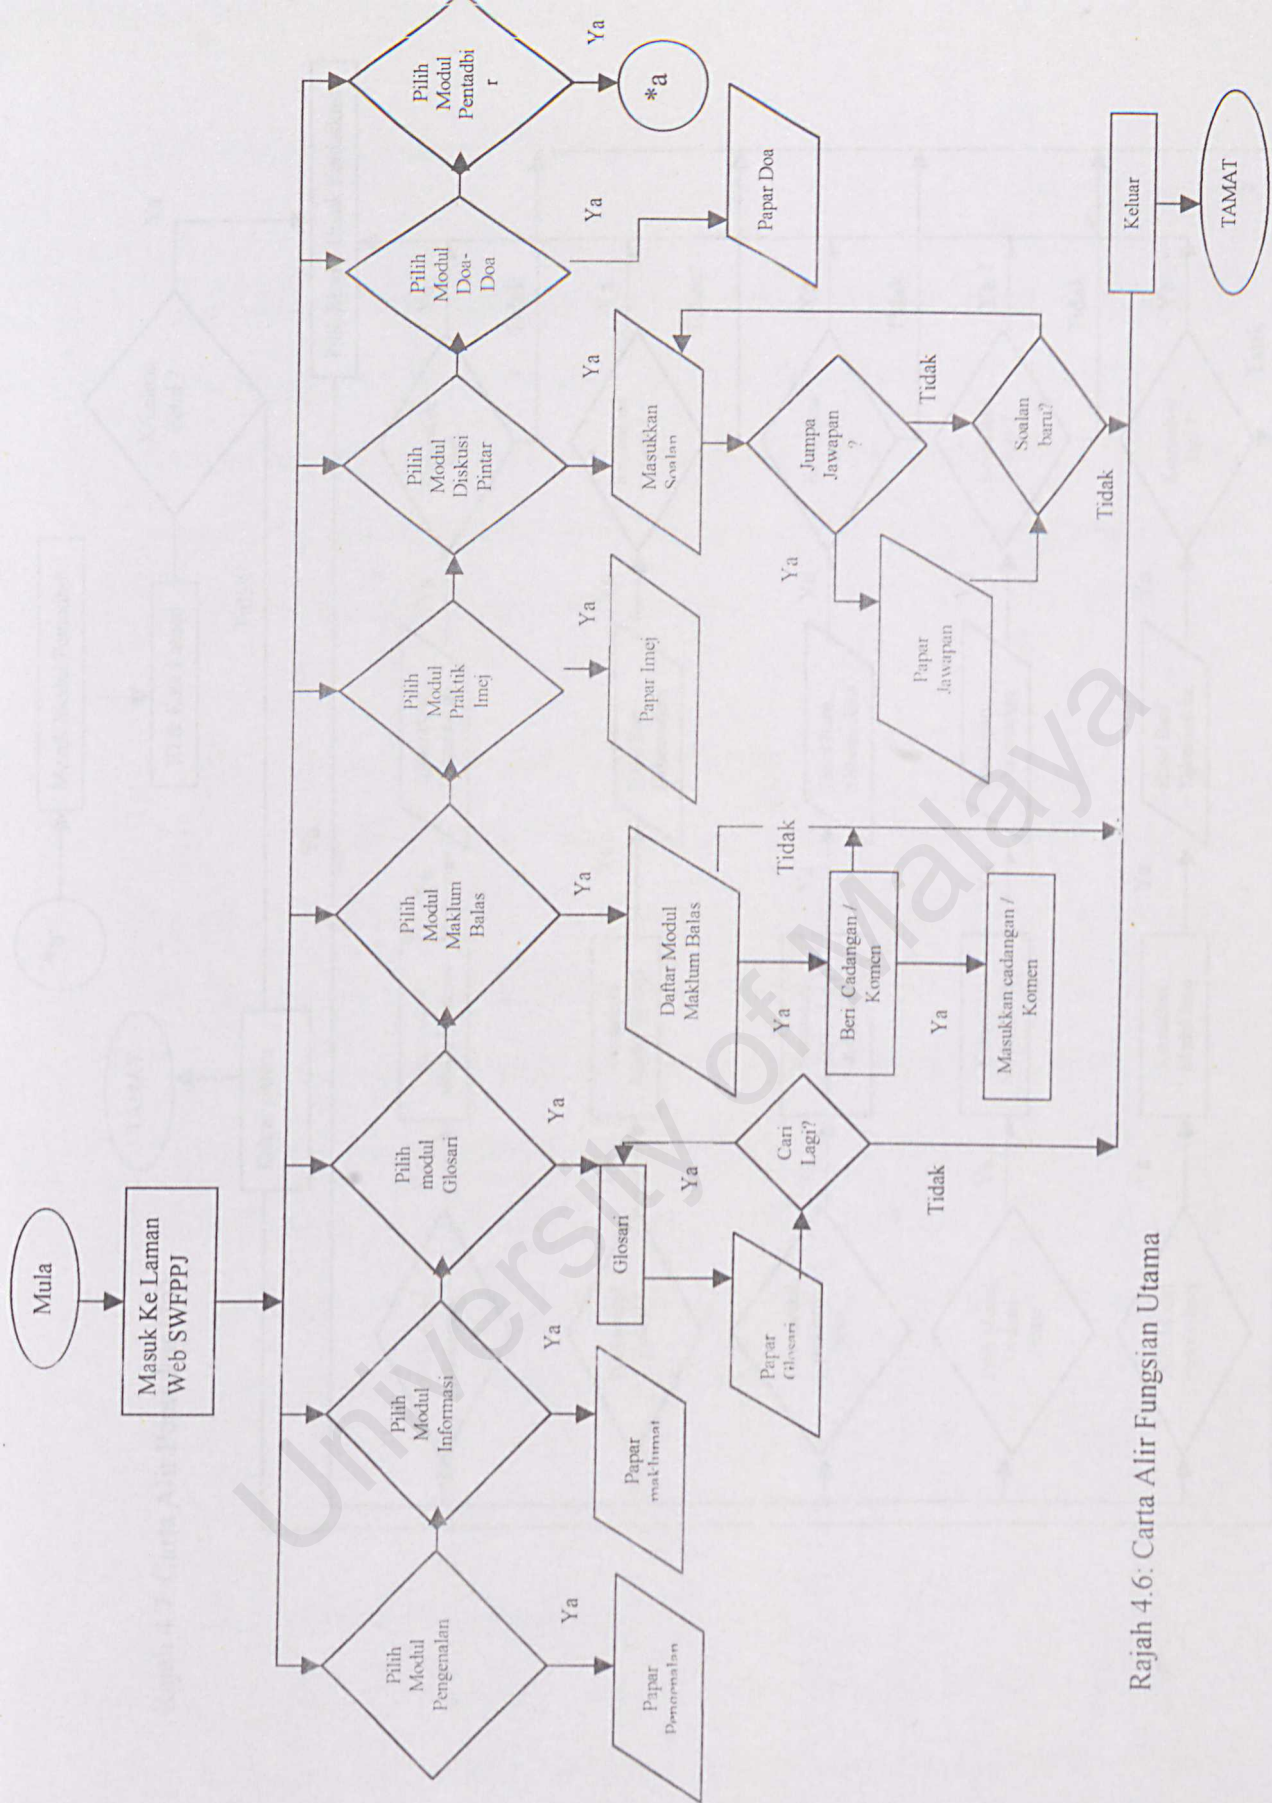 Mula
Masuk Ke Laman
Web SWFPPJ
Pilih
Modul
Pengenalan
Pilih
Modul
Informasi
Pilih
modul
Glosari
Pilih
Modul
Maklum
Balas
Pilih
Modul
Praktik
Imej
Pilih
Modul
Diskusi
Pintar
Pilih
Modul
Doa-
Doa
Pilih
Modul
Pentadbi
r
Ya
Ya
Ya
Ya
Ya
Ya
Ya
Ya
Papar
Pengenalan
Papar
maklumat
Glosari
Daftar Modul
Maklum Balas
Papar Imej
Masukkan
Soalan
Papar Doa
*a
Papar
Glosari
Ya
Cari
Lagi?
Tidak
Ya
Tidak
Beri Cadangan /
Komen
Ya
Masukkan cadangan /
Komen
Jumpa
Jawapan
?
Ya
Tidak
Papar
Jawapan
Soalan
baru?
Tidak
Keluar
TAMAT
Rajah 4.6: Carta Alir Fungsian Utama
University of Malaya